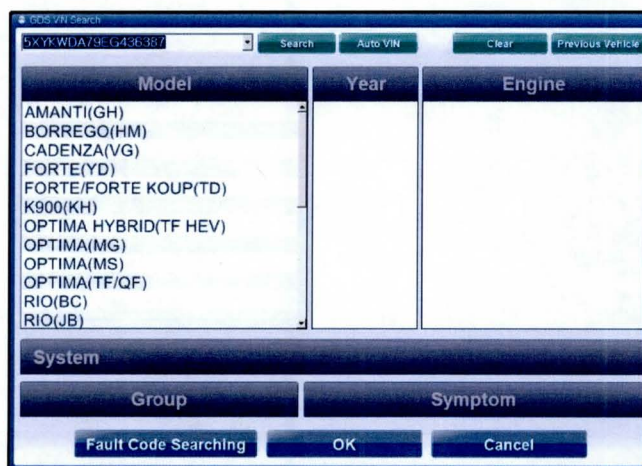 GDS VIN Search
5XYKWDA79EG436387 Search Auto VIN Clear Previous Vehicle
Model Year Engine
AMANTI(GH)
BORREGO(HM)
CADENZA(VG)
FORTE(YD)
FORTE/FORTE KOUP(TD)
K900(KH)
OPTIMA HYBRID(TF HEV)
OPTIMA(MG)
OPTIMA(MS)
OPTIMA(TF/QF)
RIO(BC)
RIO(JB)
System
Group Symptom
Fault Code Searching OK Cancel